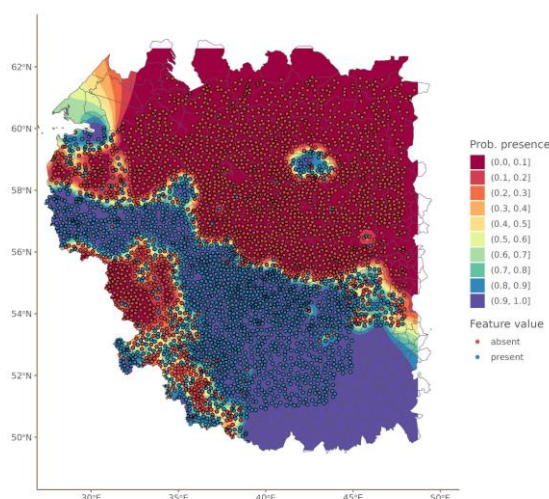 62°N
60°N
58°N
56°N
54°N
52°N
50°N
30°E
35°E
40°E
45°E
50°E
Prob. presence
(0.0, 0.1]
(0.1, 0.2]
(0.2, 0.3]
(0.3, 0.4]
(0.4, 0.5]
(0.5, 0.6]
(0.6, 0.7]
(0.7, 0.8]
(0.8, 0.9]
(0.9, 1.0]
Feature value
absent
present